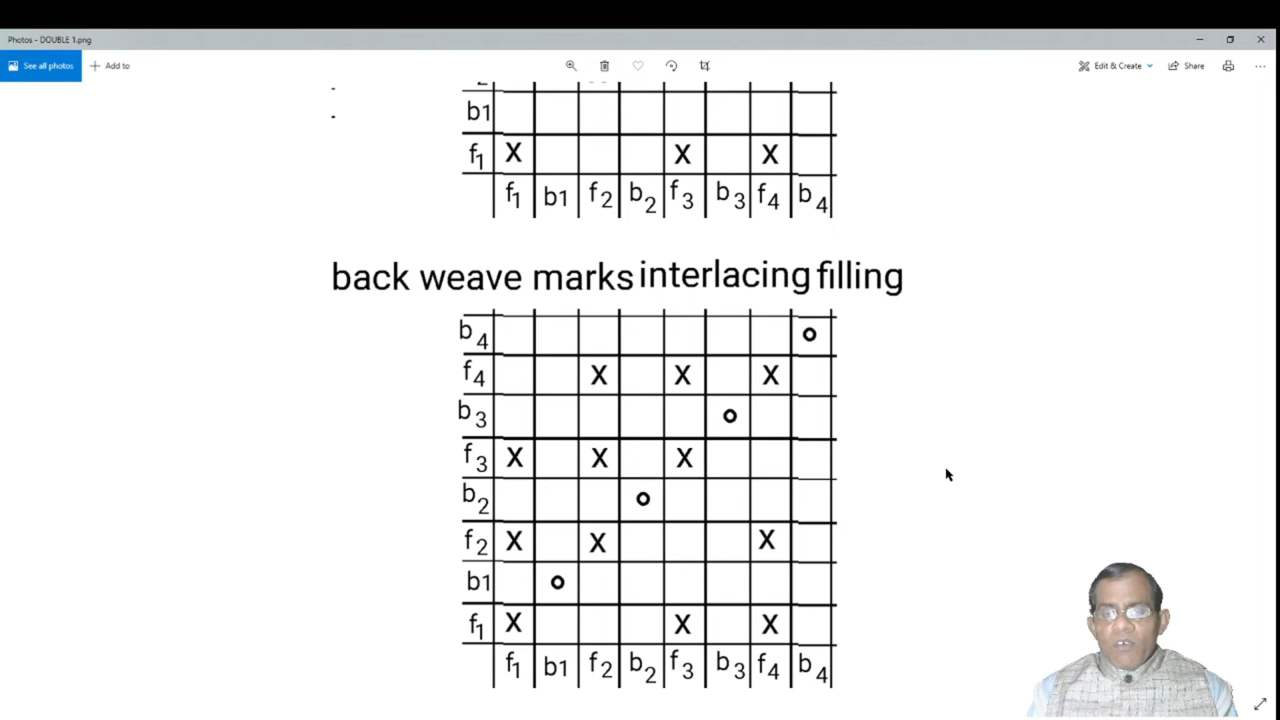 Photos - DOUBLE 1.png
See all photos Add to Edit & Create Share
b1
f1 X X X
f1 b1 f2 b2 f3 b3 f4 b4
back weave marks interlacing filling
b4 o
f4 X X X
b3 o
f3 X X X
b2 o
f2 X X X
b1 o
f1 X X X
f1 b1 f2 b2 f3 b3 f4 b4